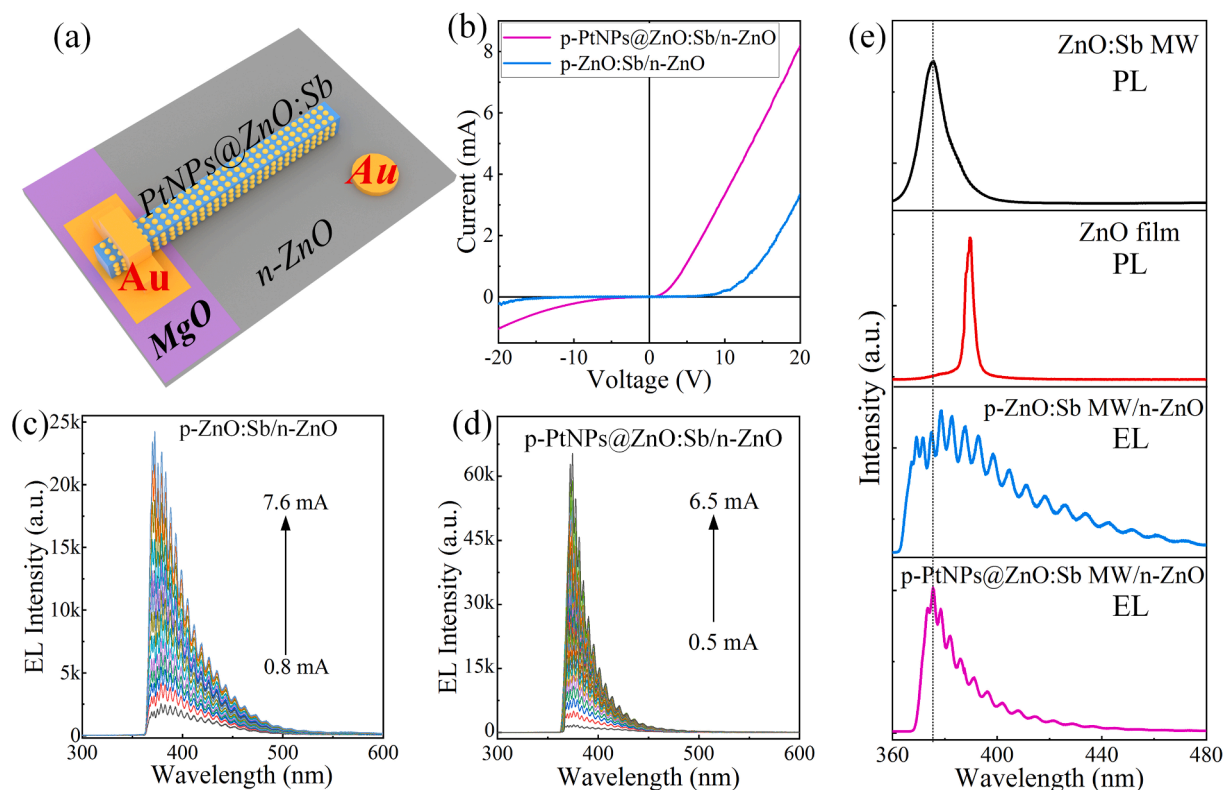 (a)
PtNPs@ZnO:Sb
Au
n-ZnO
Au
MgO
(b)
p-PtNPs@ZnO:Sb/n-ZnO
p-ZnO:Sb/n-ZnO
Current (mA)
8
6
4
2
0
-20
-10
0
10
20
Voltage (V)
(c)
p-ZnO:Sb/n-ZnO
7.6 mA
0.8 mA
EL Intensity (a.u.)
25k
20k
15k
10k
5k
0
300
400
500
600
Wavelength (nm)
(d)
p-PtNPs@ZnO:Sb/n-ZnO
6.5 mA
0.5 mA
EL Intensity (a.u.)
60k
45k
30k
15k
0
300
400
500
600
Wavelength (nm)
(e)
ZnO:Sb MW
PL
ZnO film
PL
p-ZnO:Sb MW/n-ZnO
EL
p-PtNPs@ZnO:Sb MW/n-ZnO
EL
Intensity (a.u.)
360
400
440
480
Wavelength (nm)